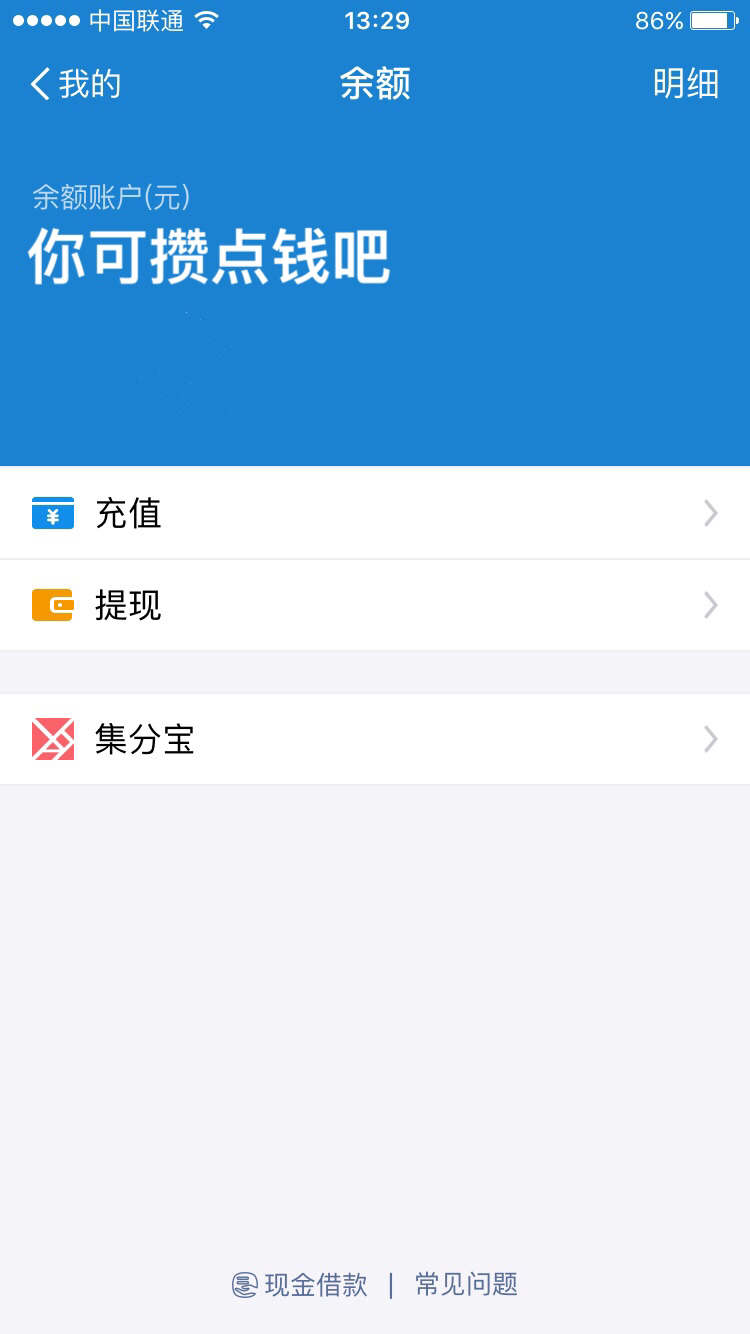 中国联通 13:29 86%
我的 余额 明细
余额账户(元)
你可攒点钱吧
¥ 充值
提现
集分宝
现金借款 | 常见问题